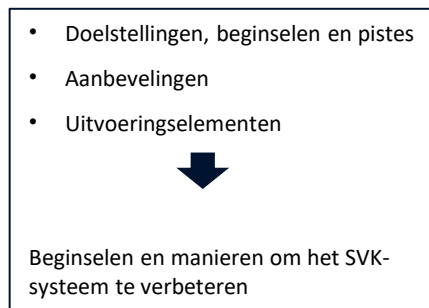 • Doelstellingen, beginselen en pistes
• Aanbevelingen
• Uitvoeringselementen
Beginselen en manieren om het SVK-
systeem te verbeteren